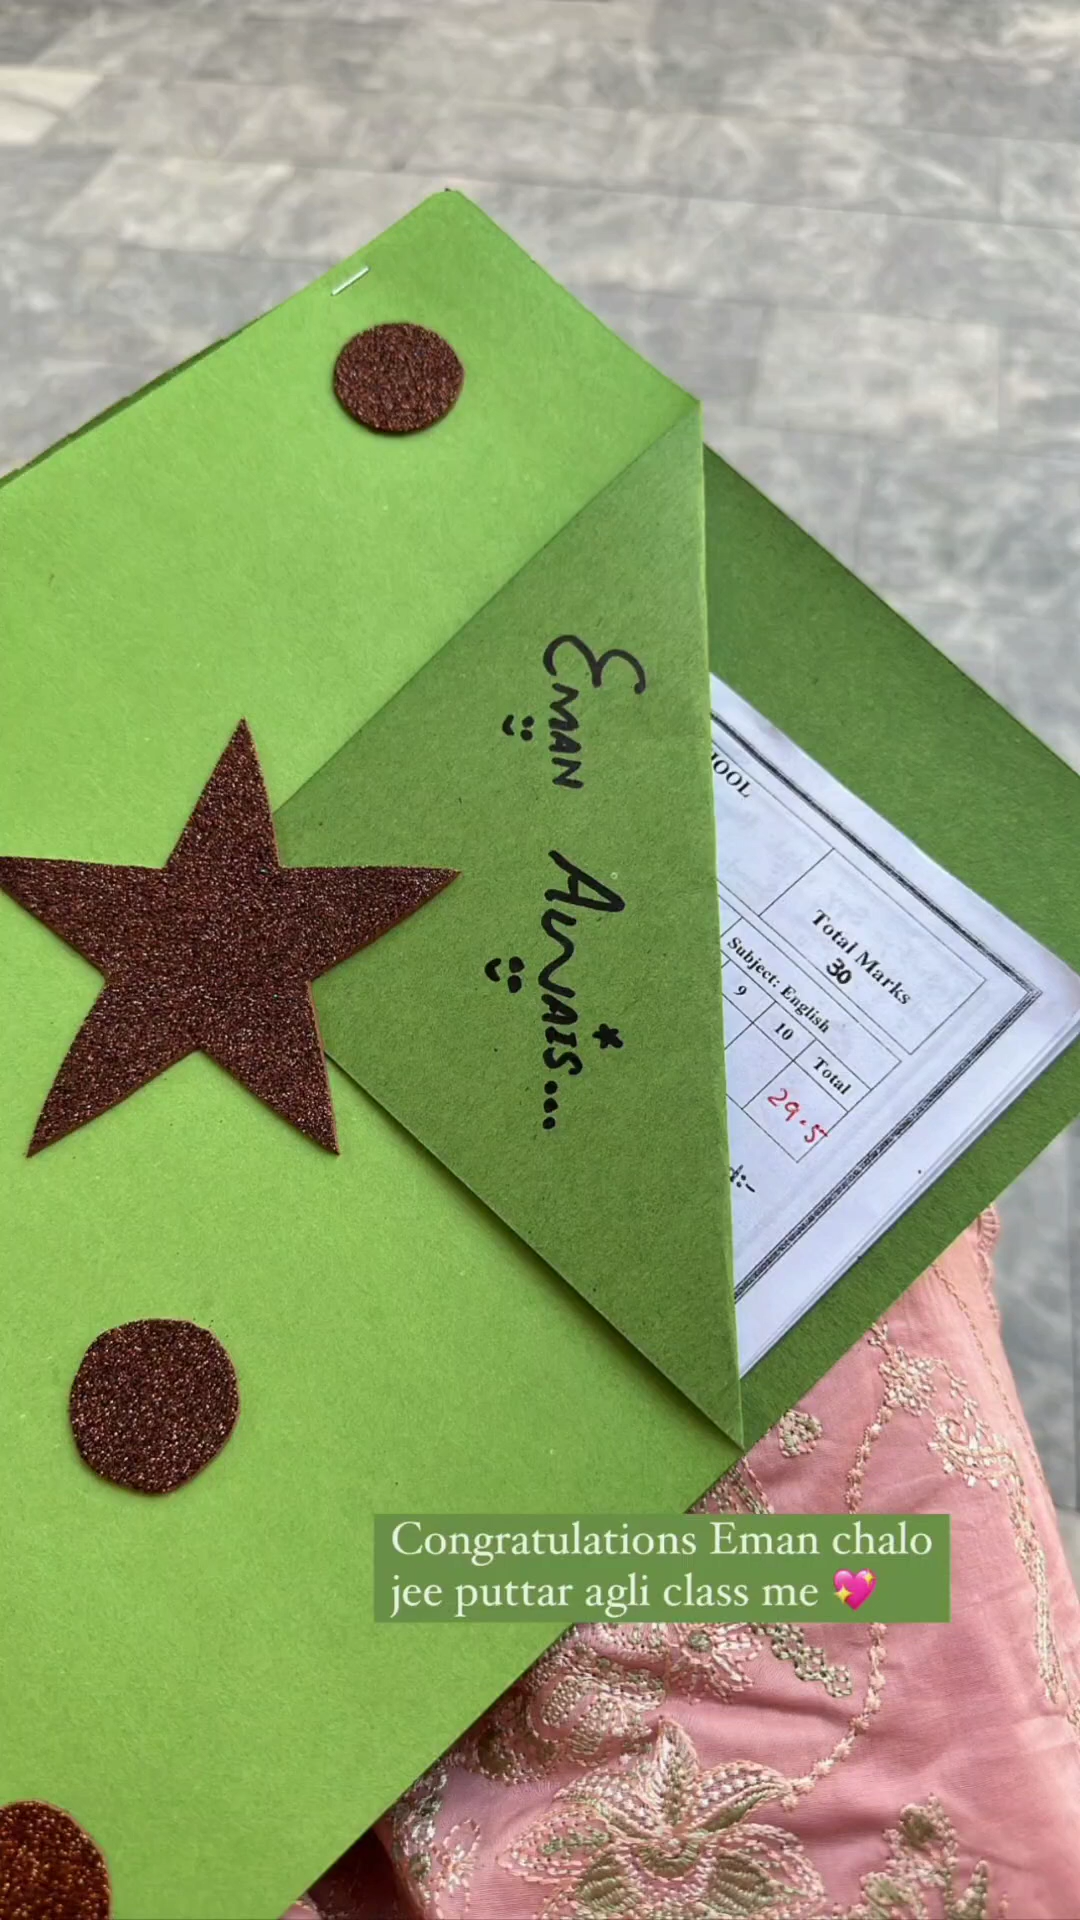 Eman
Awais...
OOL
Total Marks
30
Subject: English
9 10 Total
29.5
d:-
Congratulations Eman chalo
jee puttar agli class me 💖